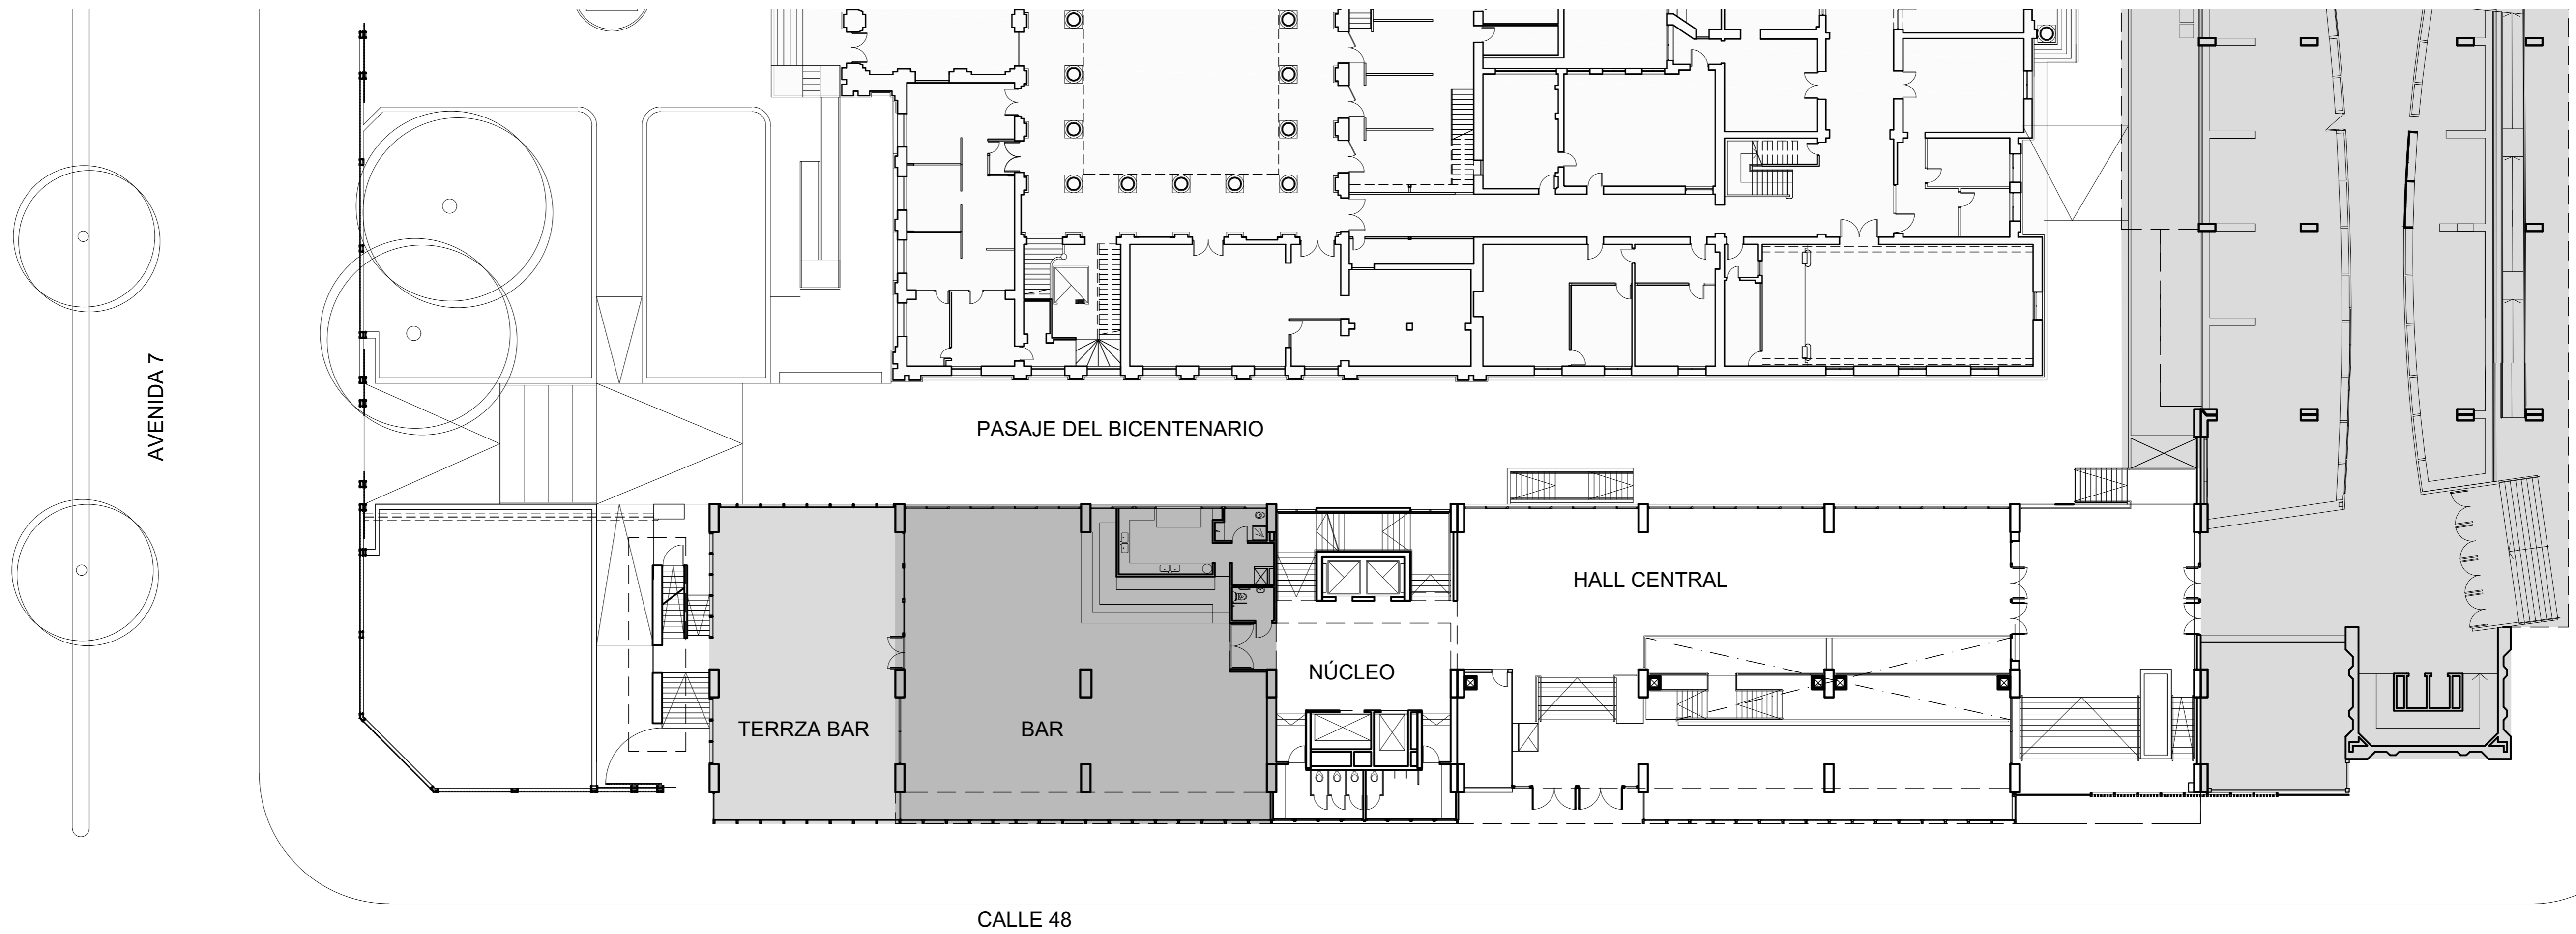 AVENIDA 7
PASAJE DEL BICENTENARIO
HALL CENTRAL
NÚCLEO
TERRZA BAR
BAR
CALLE 48